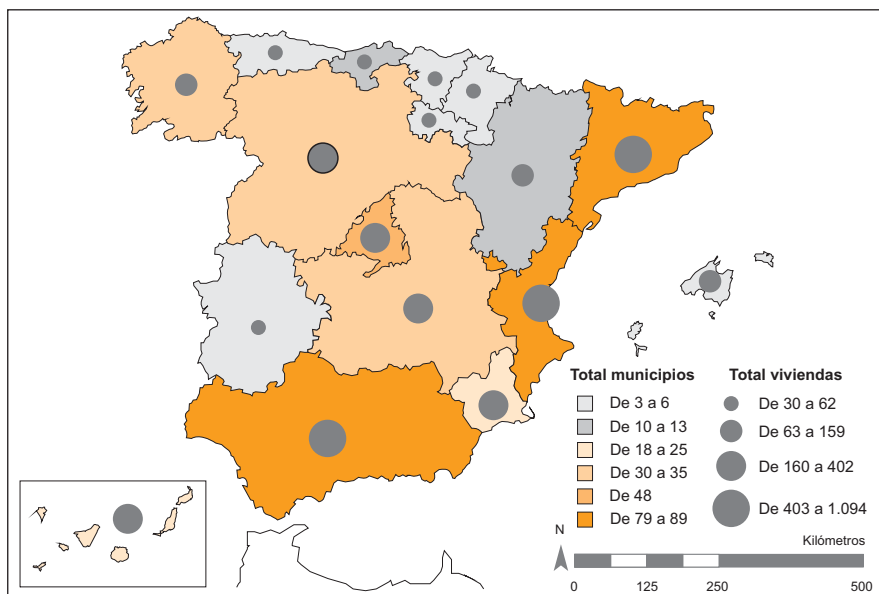 Total municipios
De 3 a 6
De 10 a 13
De 18 a 25
De 30 a 35
De 48
De 79 a 89
Total viviendas
De 30 a 62
De 63 a 159
De 160 a 402
De 403 a 1.094
N
Kilómetros
0 125 250 500